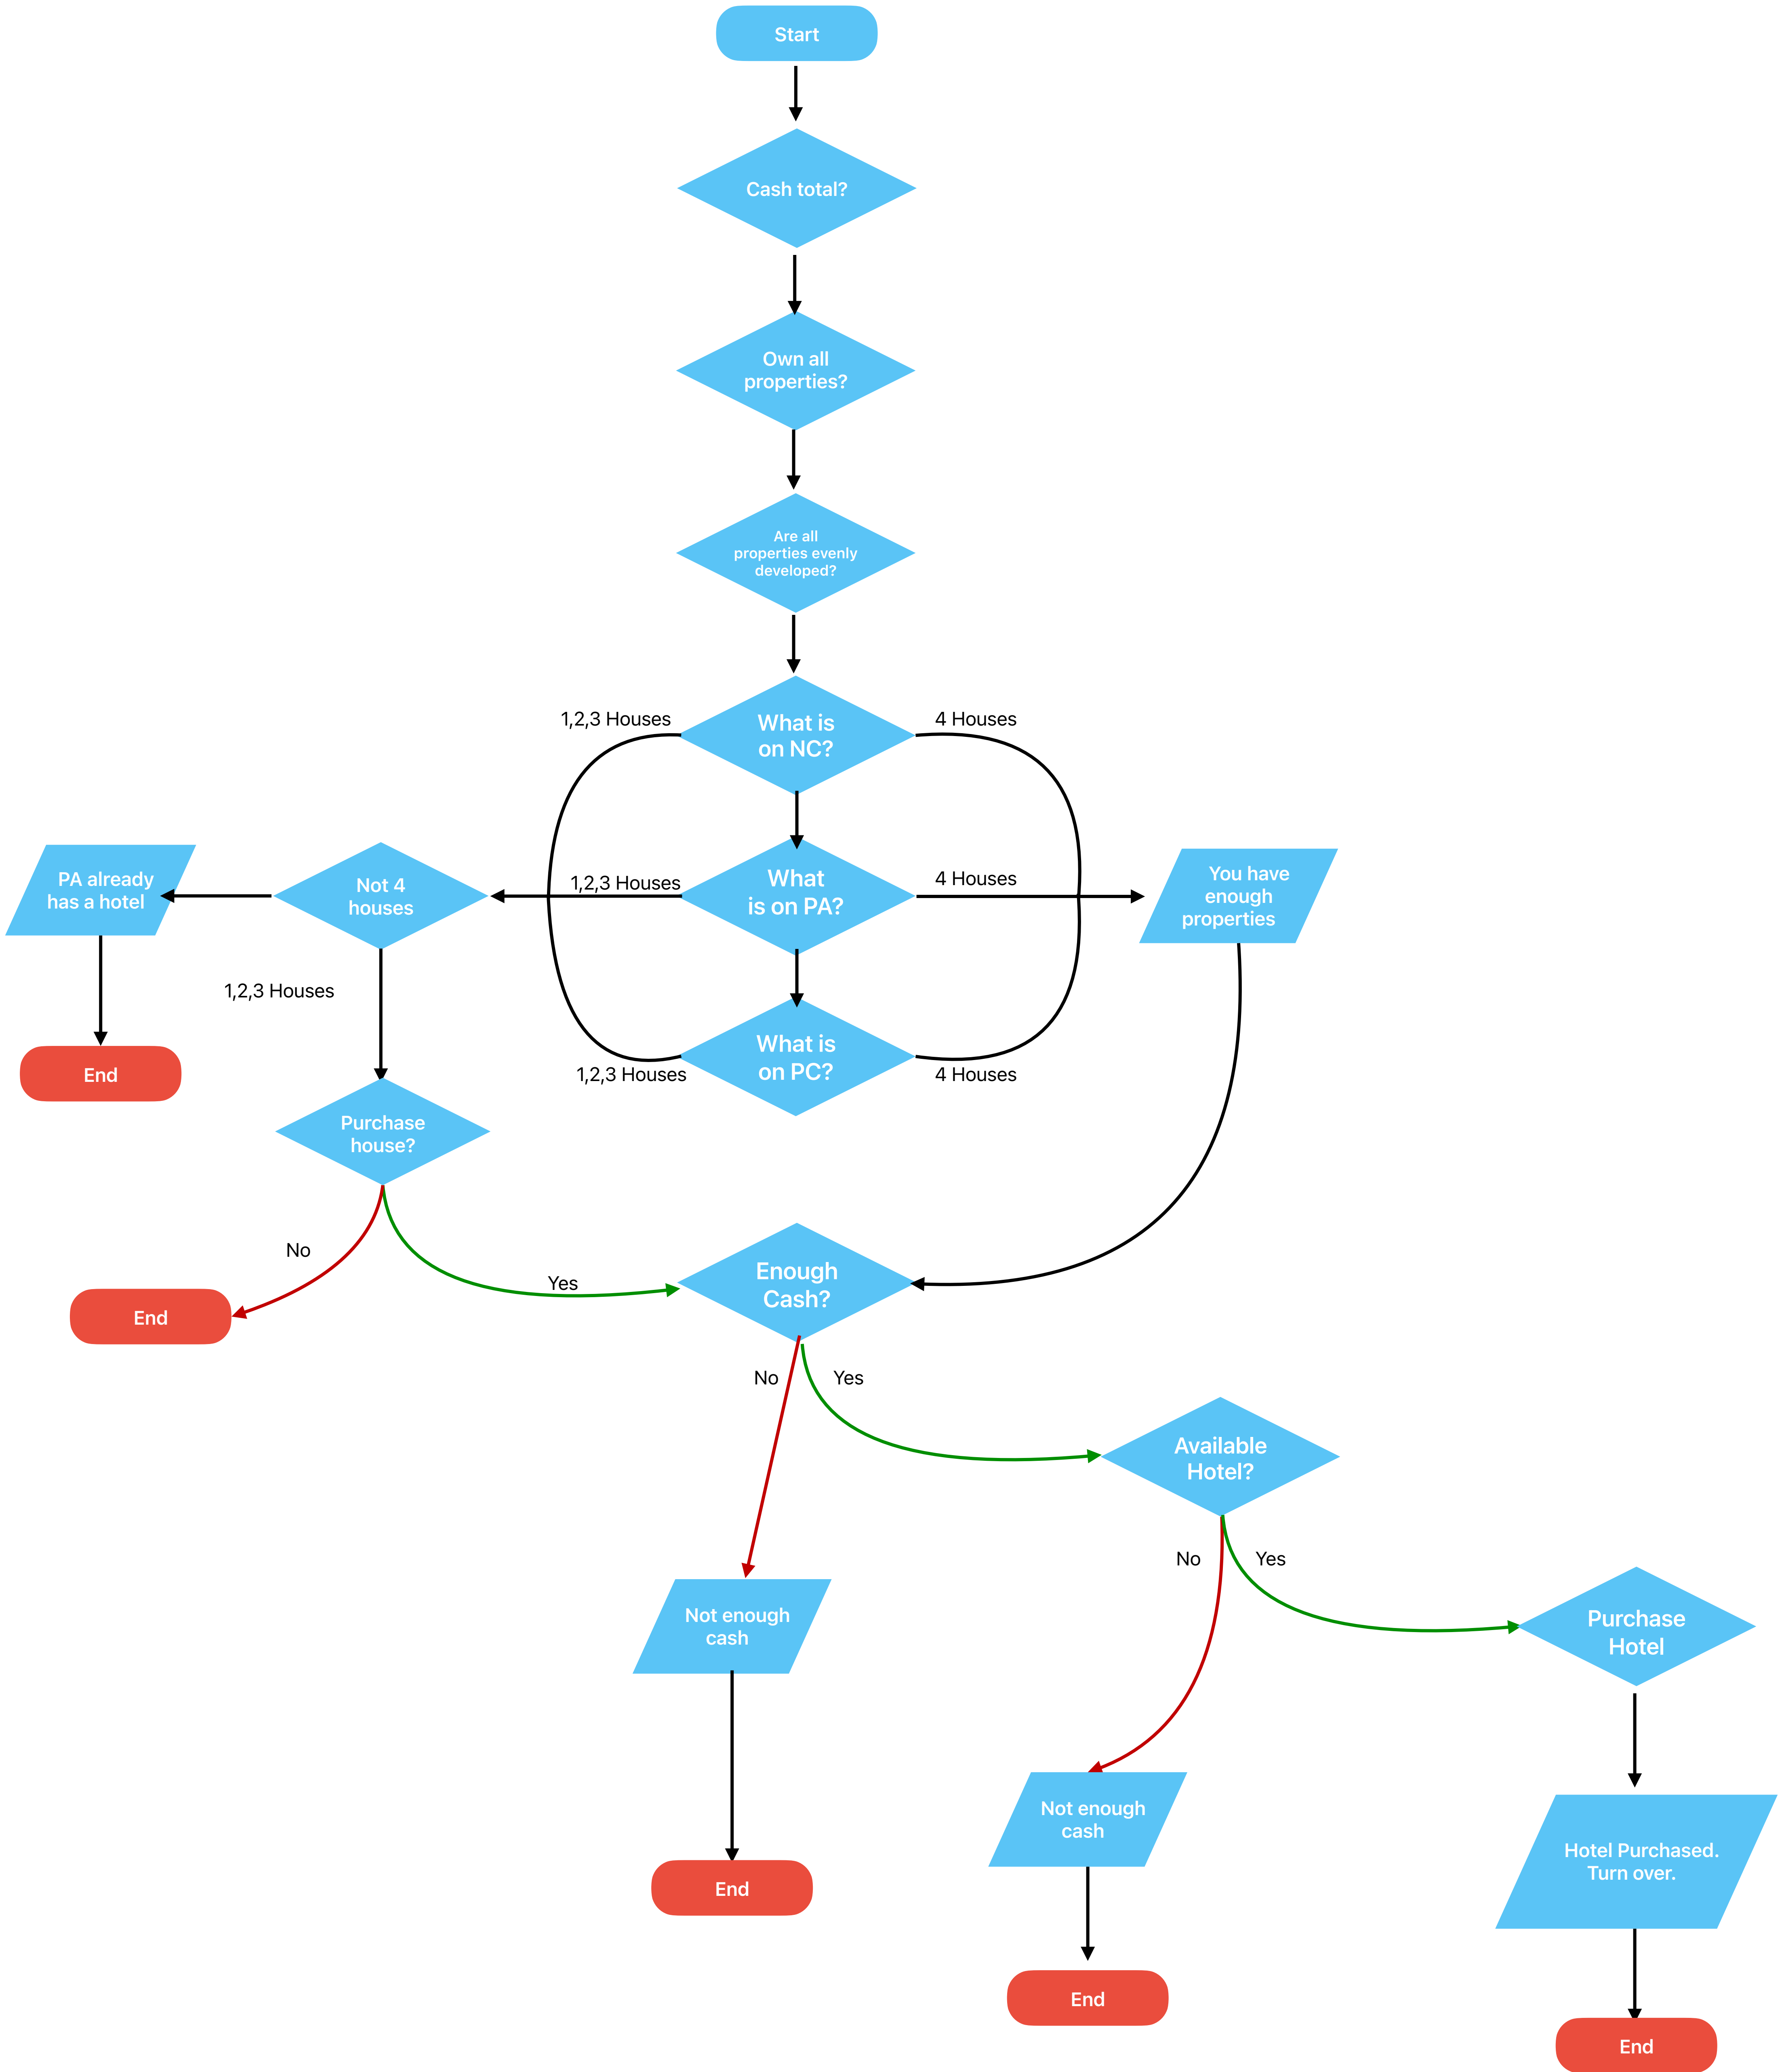 Start
Cash total?
Own all
properties?
Are all
properties evenly
developed?
1,2,3 Houses
What is
on NC?
4 Houses
PA already
has a hotel
Not 4
houses
1,2,3 Houses
What
is on PA?
4 Houses
You have
enough
properties
1,2,3 Houses
End
1,2,3 Houses
What is
on PC?
4 Houses
Purchase
house?
No
Yes
End
Enough
Cash?
No
Yes
Available
Hotel?
No
Yes
Not enough
cash
Purchase
Hotel
Not enough
cash
Hotel Purchased.
Turn over.
End
End
End